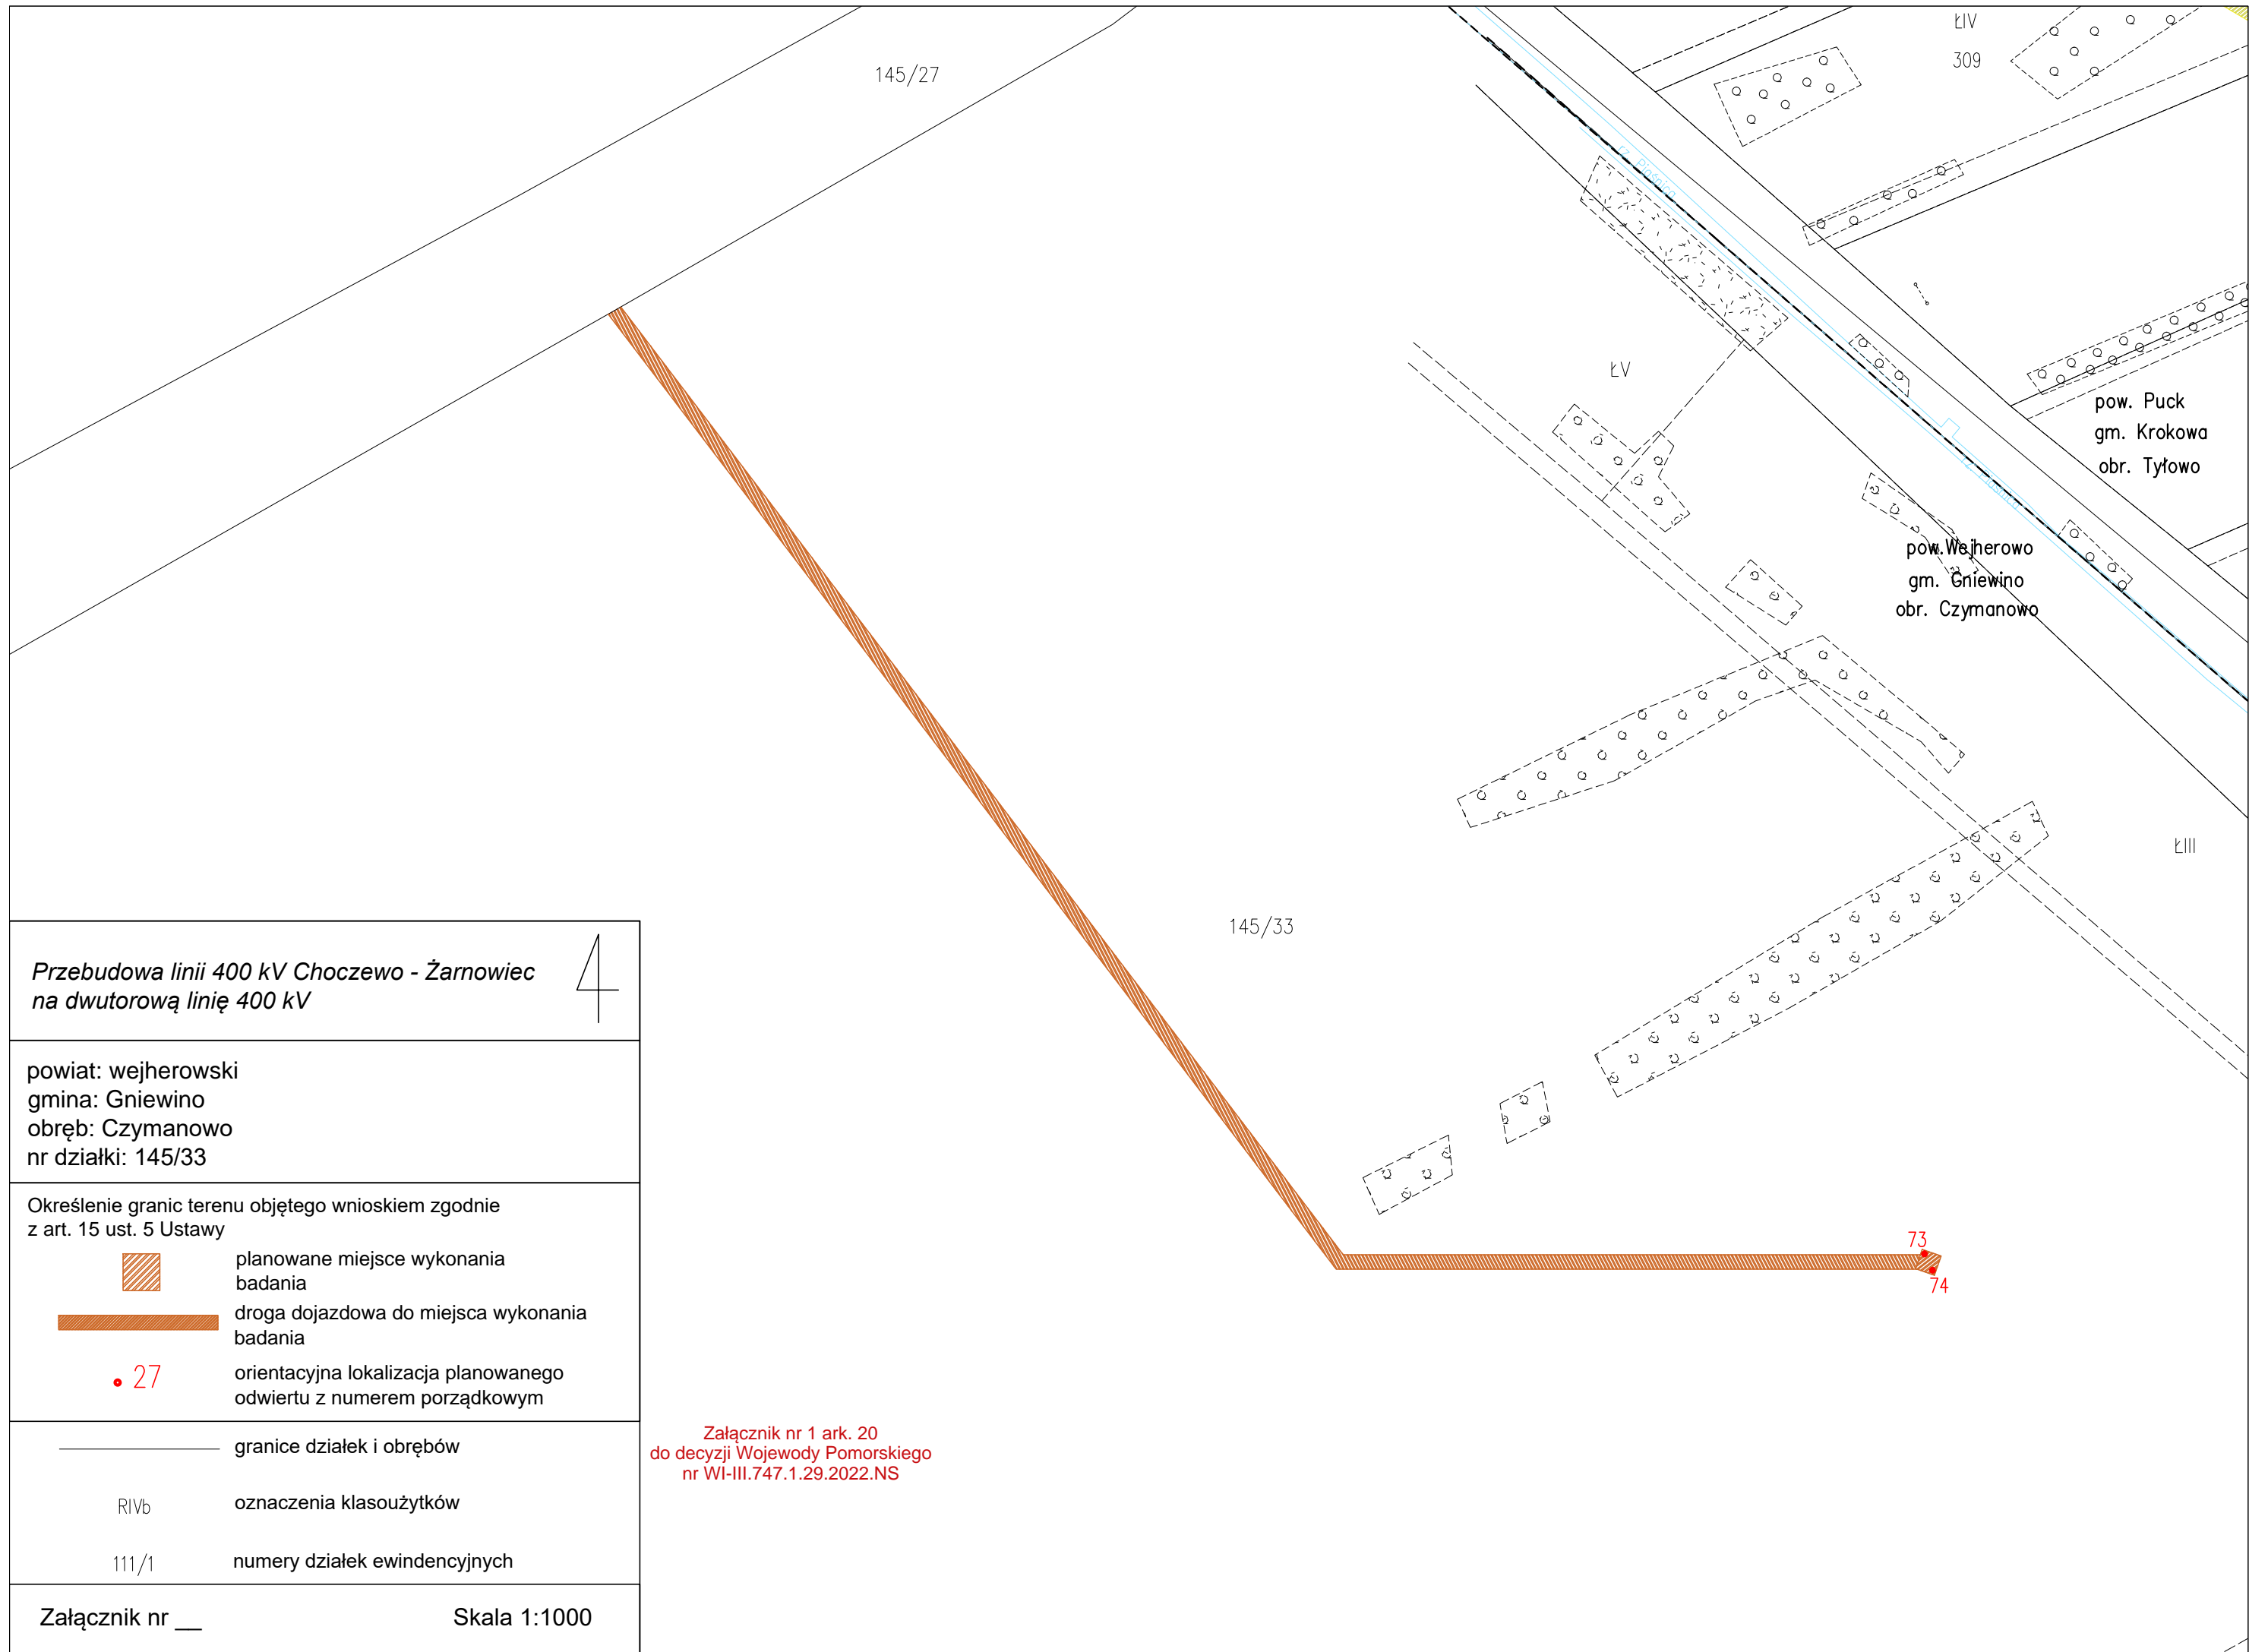 145/27
ŁIV
309
rz. Piaśnica
ŁV
pow. Puck
gm. Krokowa
obr. Tyłowo
pow.Wejherowo
gm. Gniewino
obr. Czymanowo
ŁIII
145/33
73
74
Przebudowa linii 400 kV Choczewo - Żarnowiec
na dwutorową linię 400 kV
powiat: wejherowski
gmina: Gniewino
obręb: Czymanowo
nr działki: 145/33
Określenie granic terenu objętego wnioskiem zgodnie
z art. 15 ust. 5 Ustawy
planowane miejsce wykonania
badania
droga dojazdowa do miejsca wykonania
badania
27
orientacyjna lokalizacja planowanego
odwiertu z numerem porządkowym
granice działek i obrębów
RIVb
oznaczenia klasoużytków
111/1
numery działek ewindencyjnych
Załącznik nr __
Skala 1:1000
Załącznik nr 1 ark. 20
do decyzji Wojewody Pomorskiego
nr WI-III.747.1.29.2022.NS